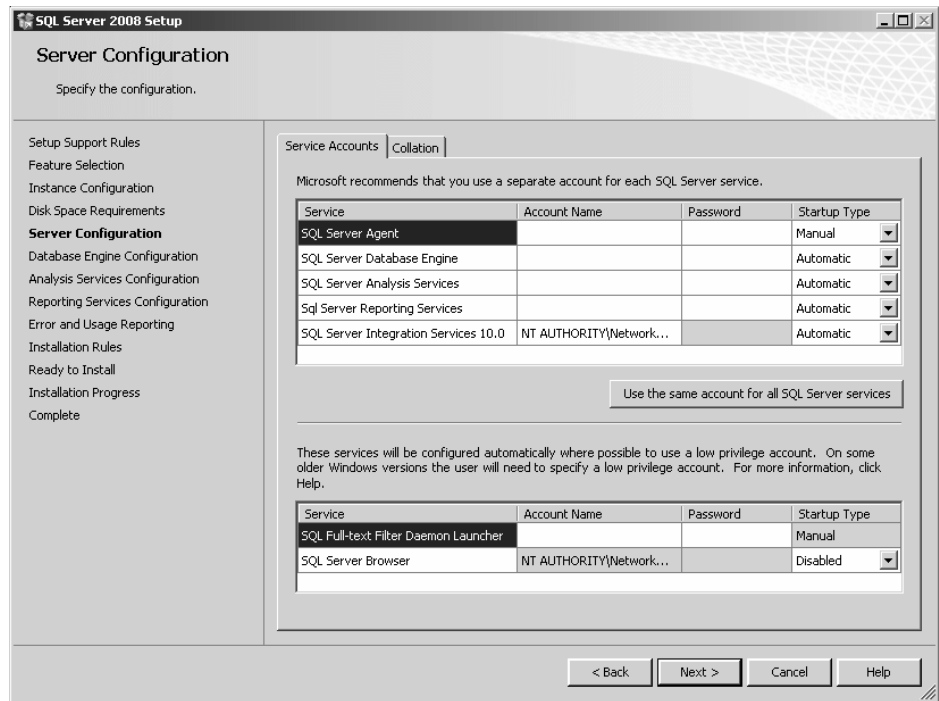 SQL Server 2008 Setup
Server Configuration
Specify the configuration.
Setup Support Rules
Feature Selection
Instance Configuration
Disk Space Requirements
Server Configuration
Database Engine Configuration
Analysis Services Configuration
Reporting Services Configuration
Error and Usage Reporting
Installation Rules
Ready to Install
Installation Progress
Complete
Service Accounts Collation
Microsoft recommends that you use a separate account for each SQL Server service.
Service Account Name Password Startup Type
SQL Server Agent Manual
SQL Server Database Engine Automatic
SQL Server Analysis Services Automatic
Sql Server Reporting Services Automatic
SQL Server Integration Services 10.0 NT AUTHORITY\Network... Automatic
Use the same account for all SQL Server services
These services will be configured automatically where possible to use a low privilege account. On some
older Windows versions the user will need to specify a low privilege account. For more information, click
Help.
Service Account Name Password Startup Type
SQL Full-text Filter Daemon Launcher Manual
SQL Server Browser NT AUTHORITY\Network... Disabled
< Back Next > Cancel Help